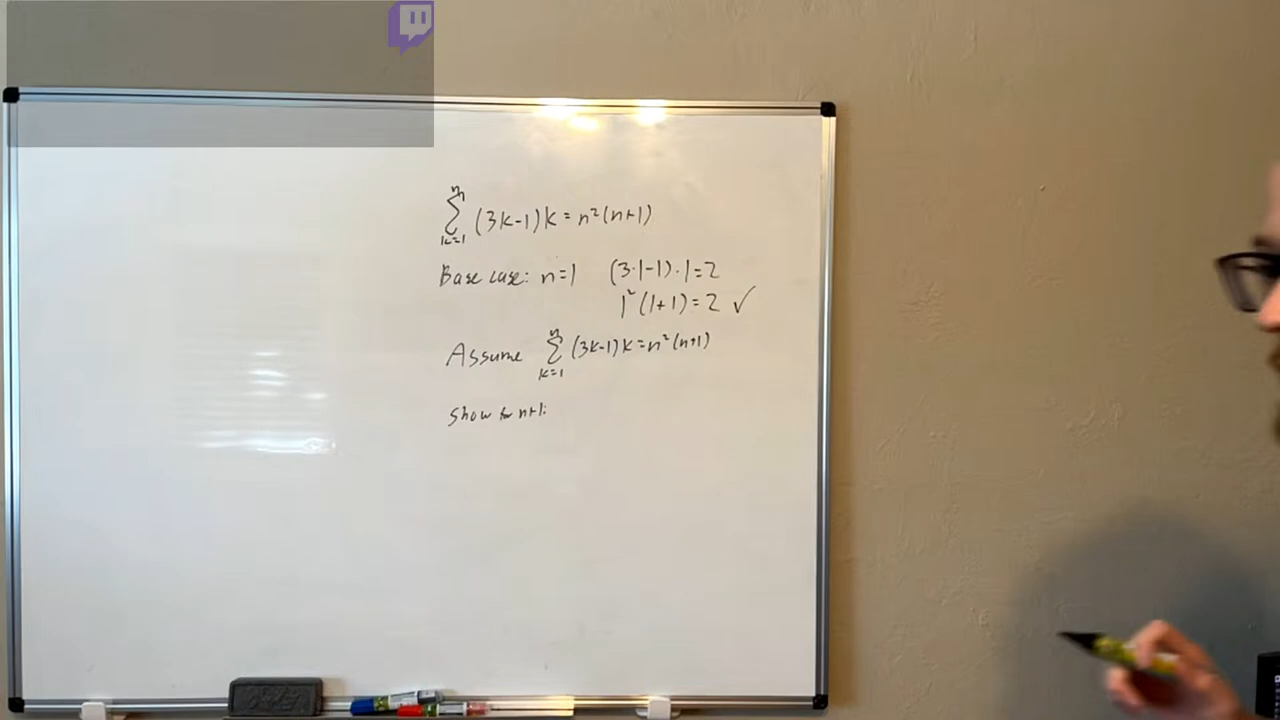 n
∑ (3k-1)k = n²(n+1)
k=1
Base case: n=1 (3·1-1)·1=2
1²(1+1)=2 ✓
n
Assume ∑ (3k-1)k=n²(n+1)
k=1
Show for n+1: